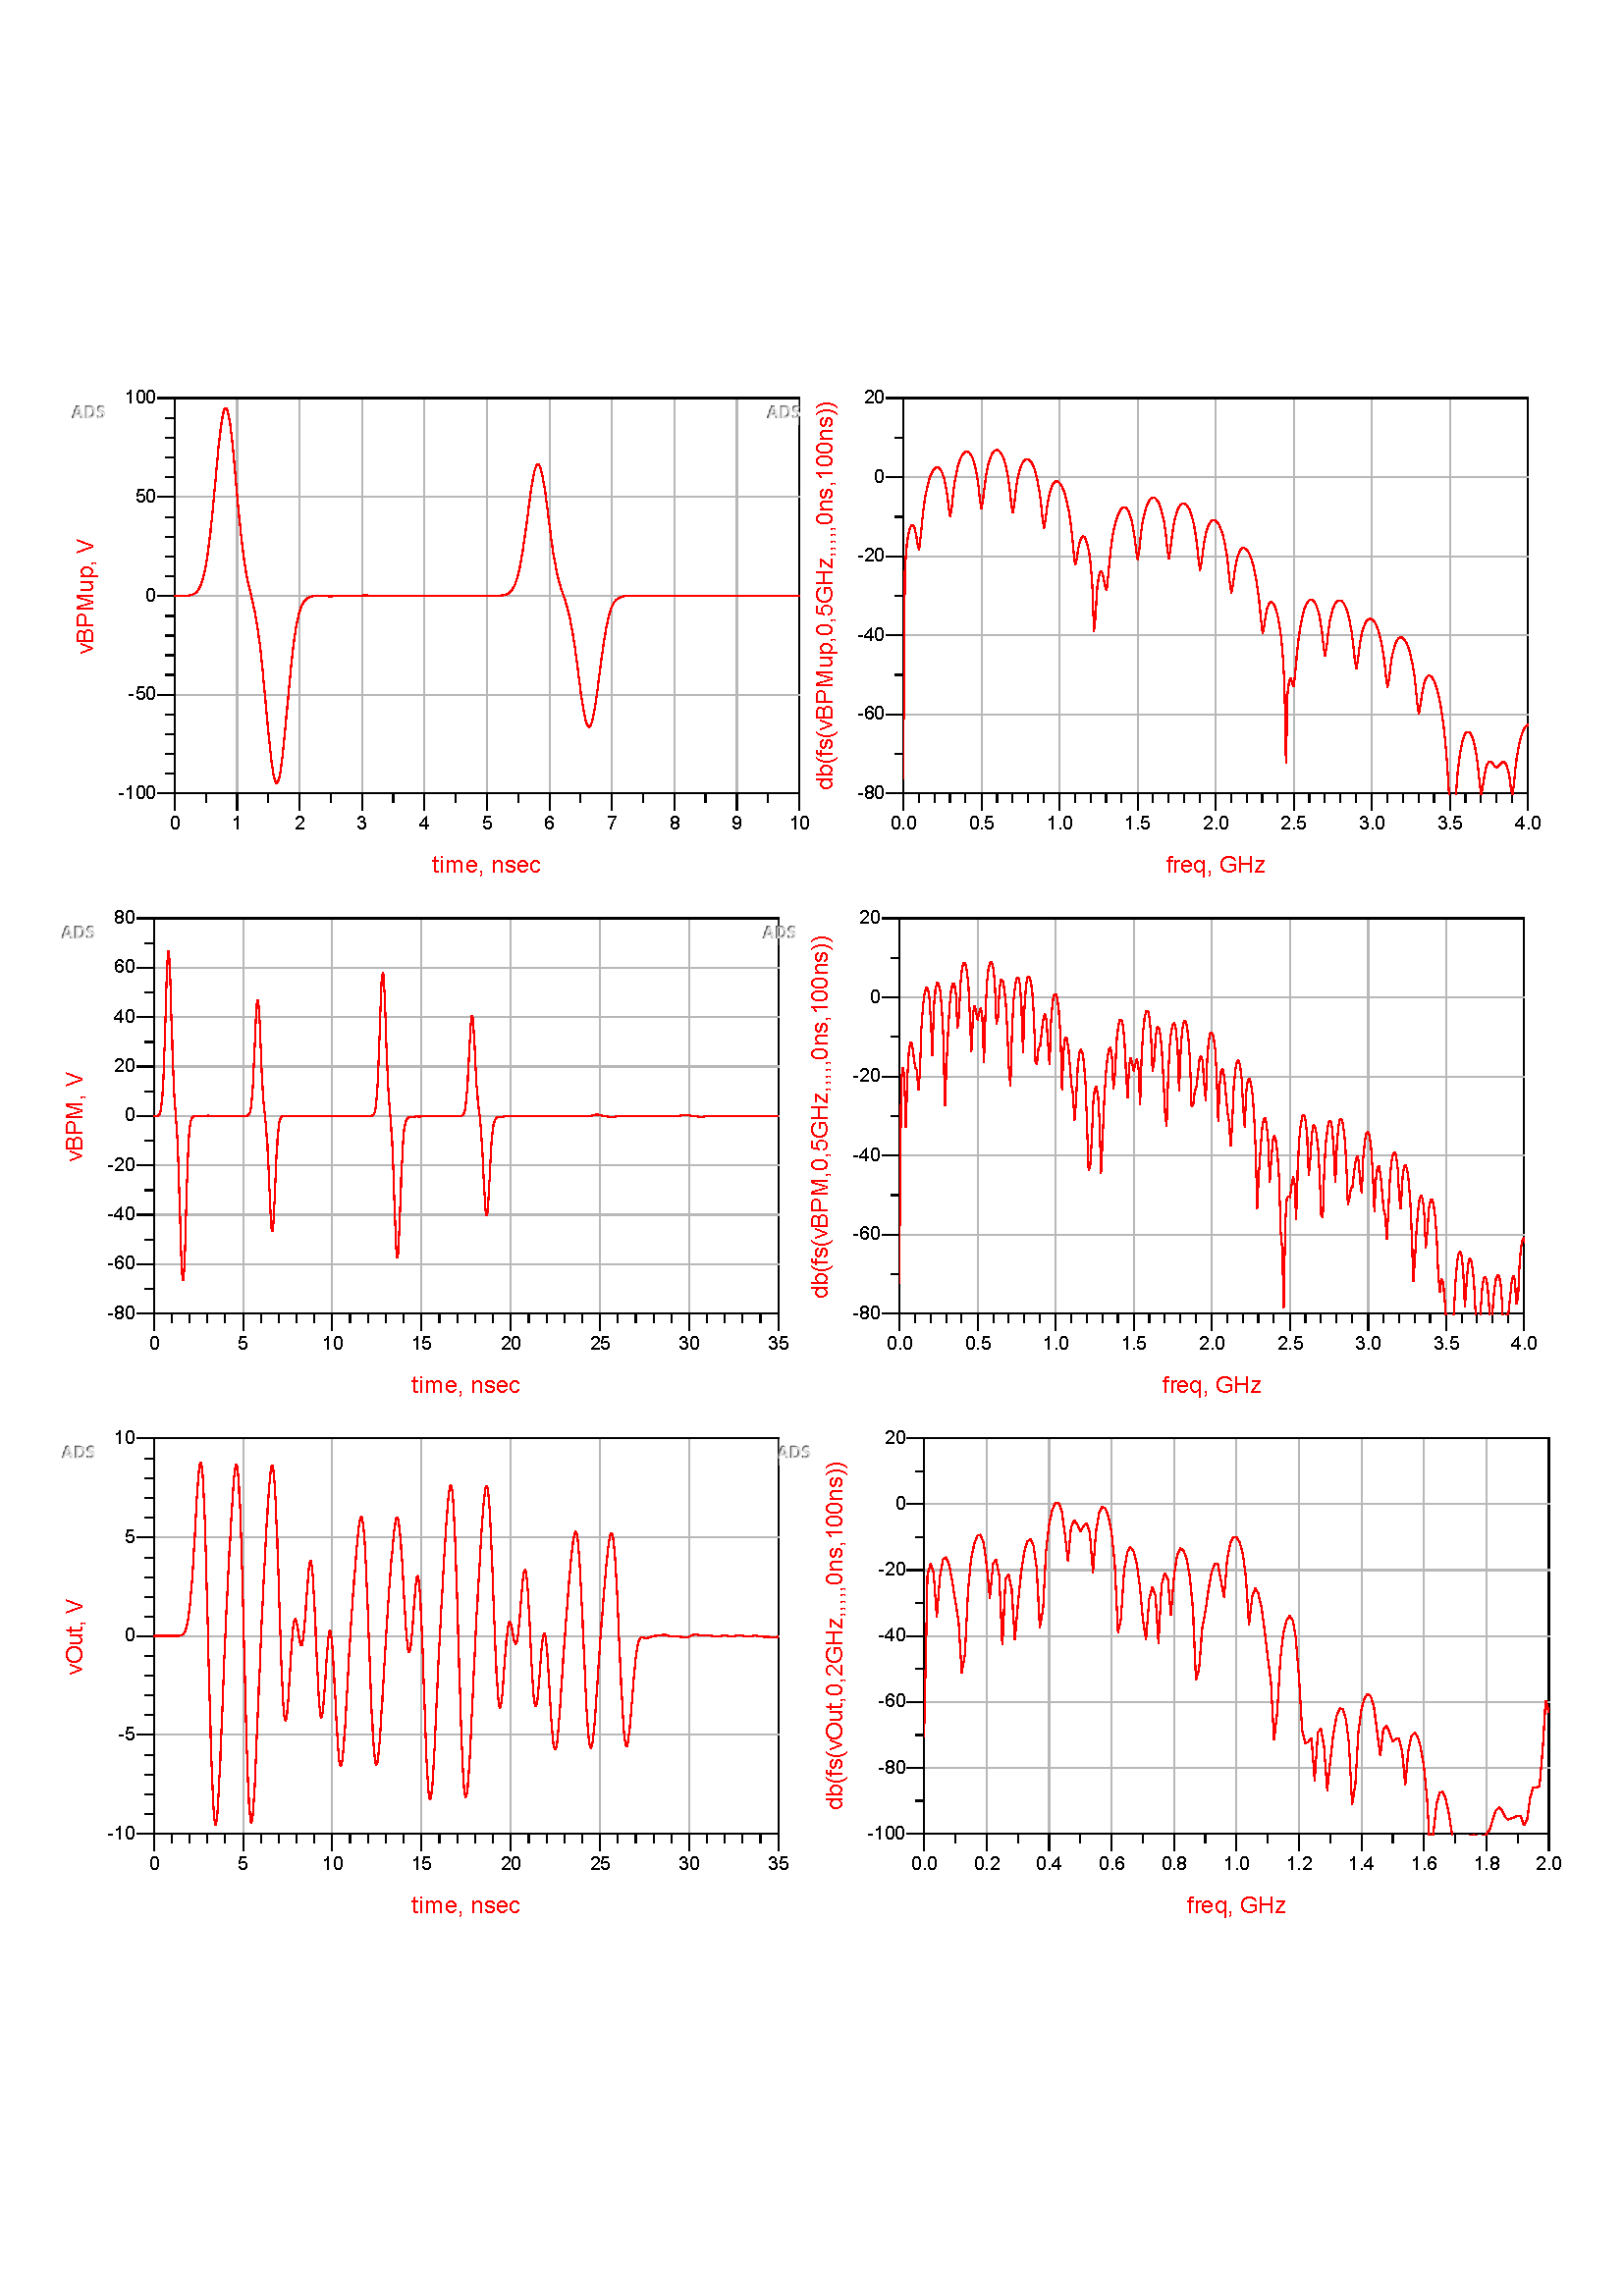 ADS
vBPMup, V
100
50
0
-50
-100
0 1 2 3 4 5 6 7 8 9 10
time, nsec
ADS
db(fs(vBPMup,0,5GHz,,,,,0ns,100ns))
20
0
-20
-40
-60
-80
0.0 0.5 1.0 1.5 2.0 2.5 3.0 3.5 4.0
freq, GHz
ADS
vBPM, V
80
60
40
20
0
-20
-40
-60
-80
0 5 10 15 20 25 30 35
time, nsec
ADS
db(fs(vBPM,0,5GHz,,,,,0ns,100ns))
20
0
-20
-40
-60
-80
0.0 0.5 1.0 1.5 2.0 2.5 3.0 3.5 4.0
freq, GHz
ADS
vOut, V
10
5
0
-5
-10
0 5 10 15 20 25 30 35
time, nsec
ADS
db(fs(vOut,0,2GHz,,,,,0ns,100ns))
20
0
-20
-40
-60
-80
-100
0.0 0.2 0.4 0.6 0.8 1.0 1.2 1.4 1.6 1.8 2.0
freq, GHz